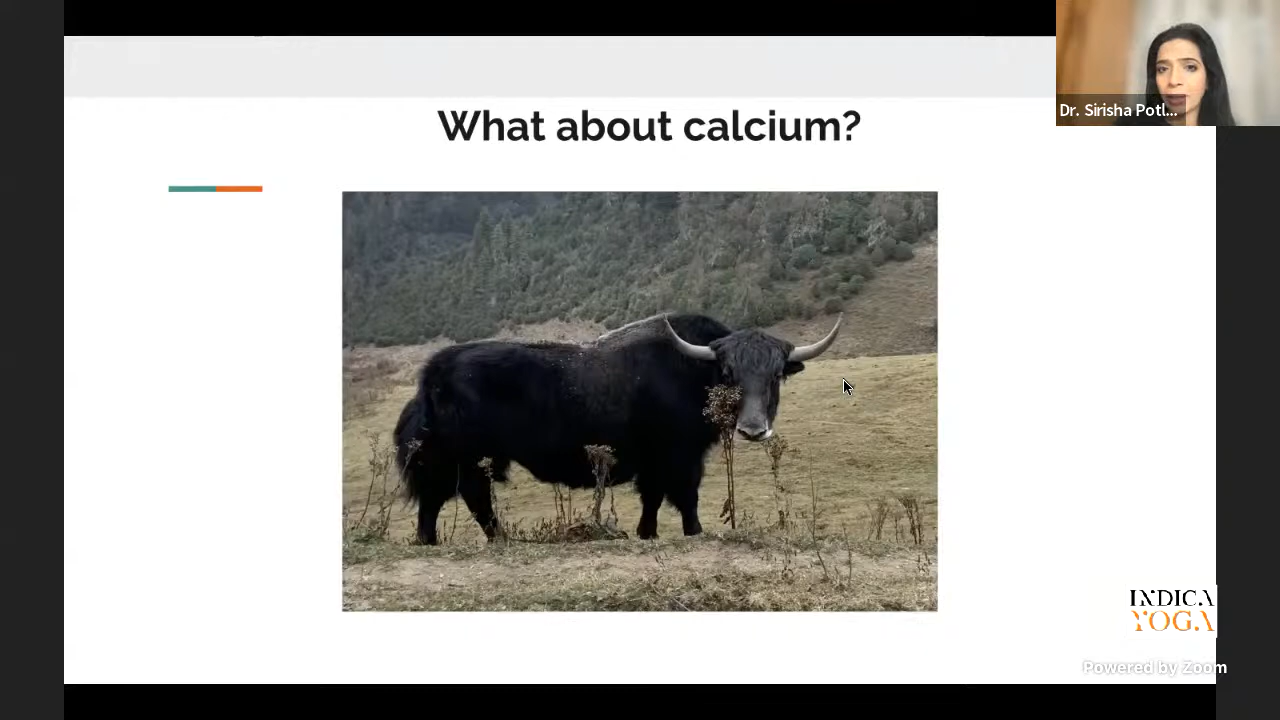 What about calcium?
Dr. Sirisha Potl...
INDICA
YOGA
Powered by Zoom